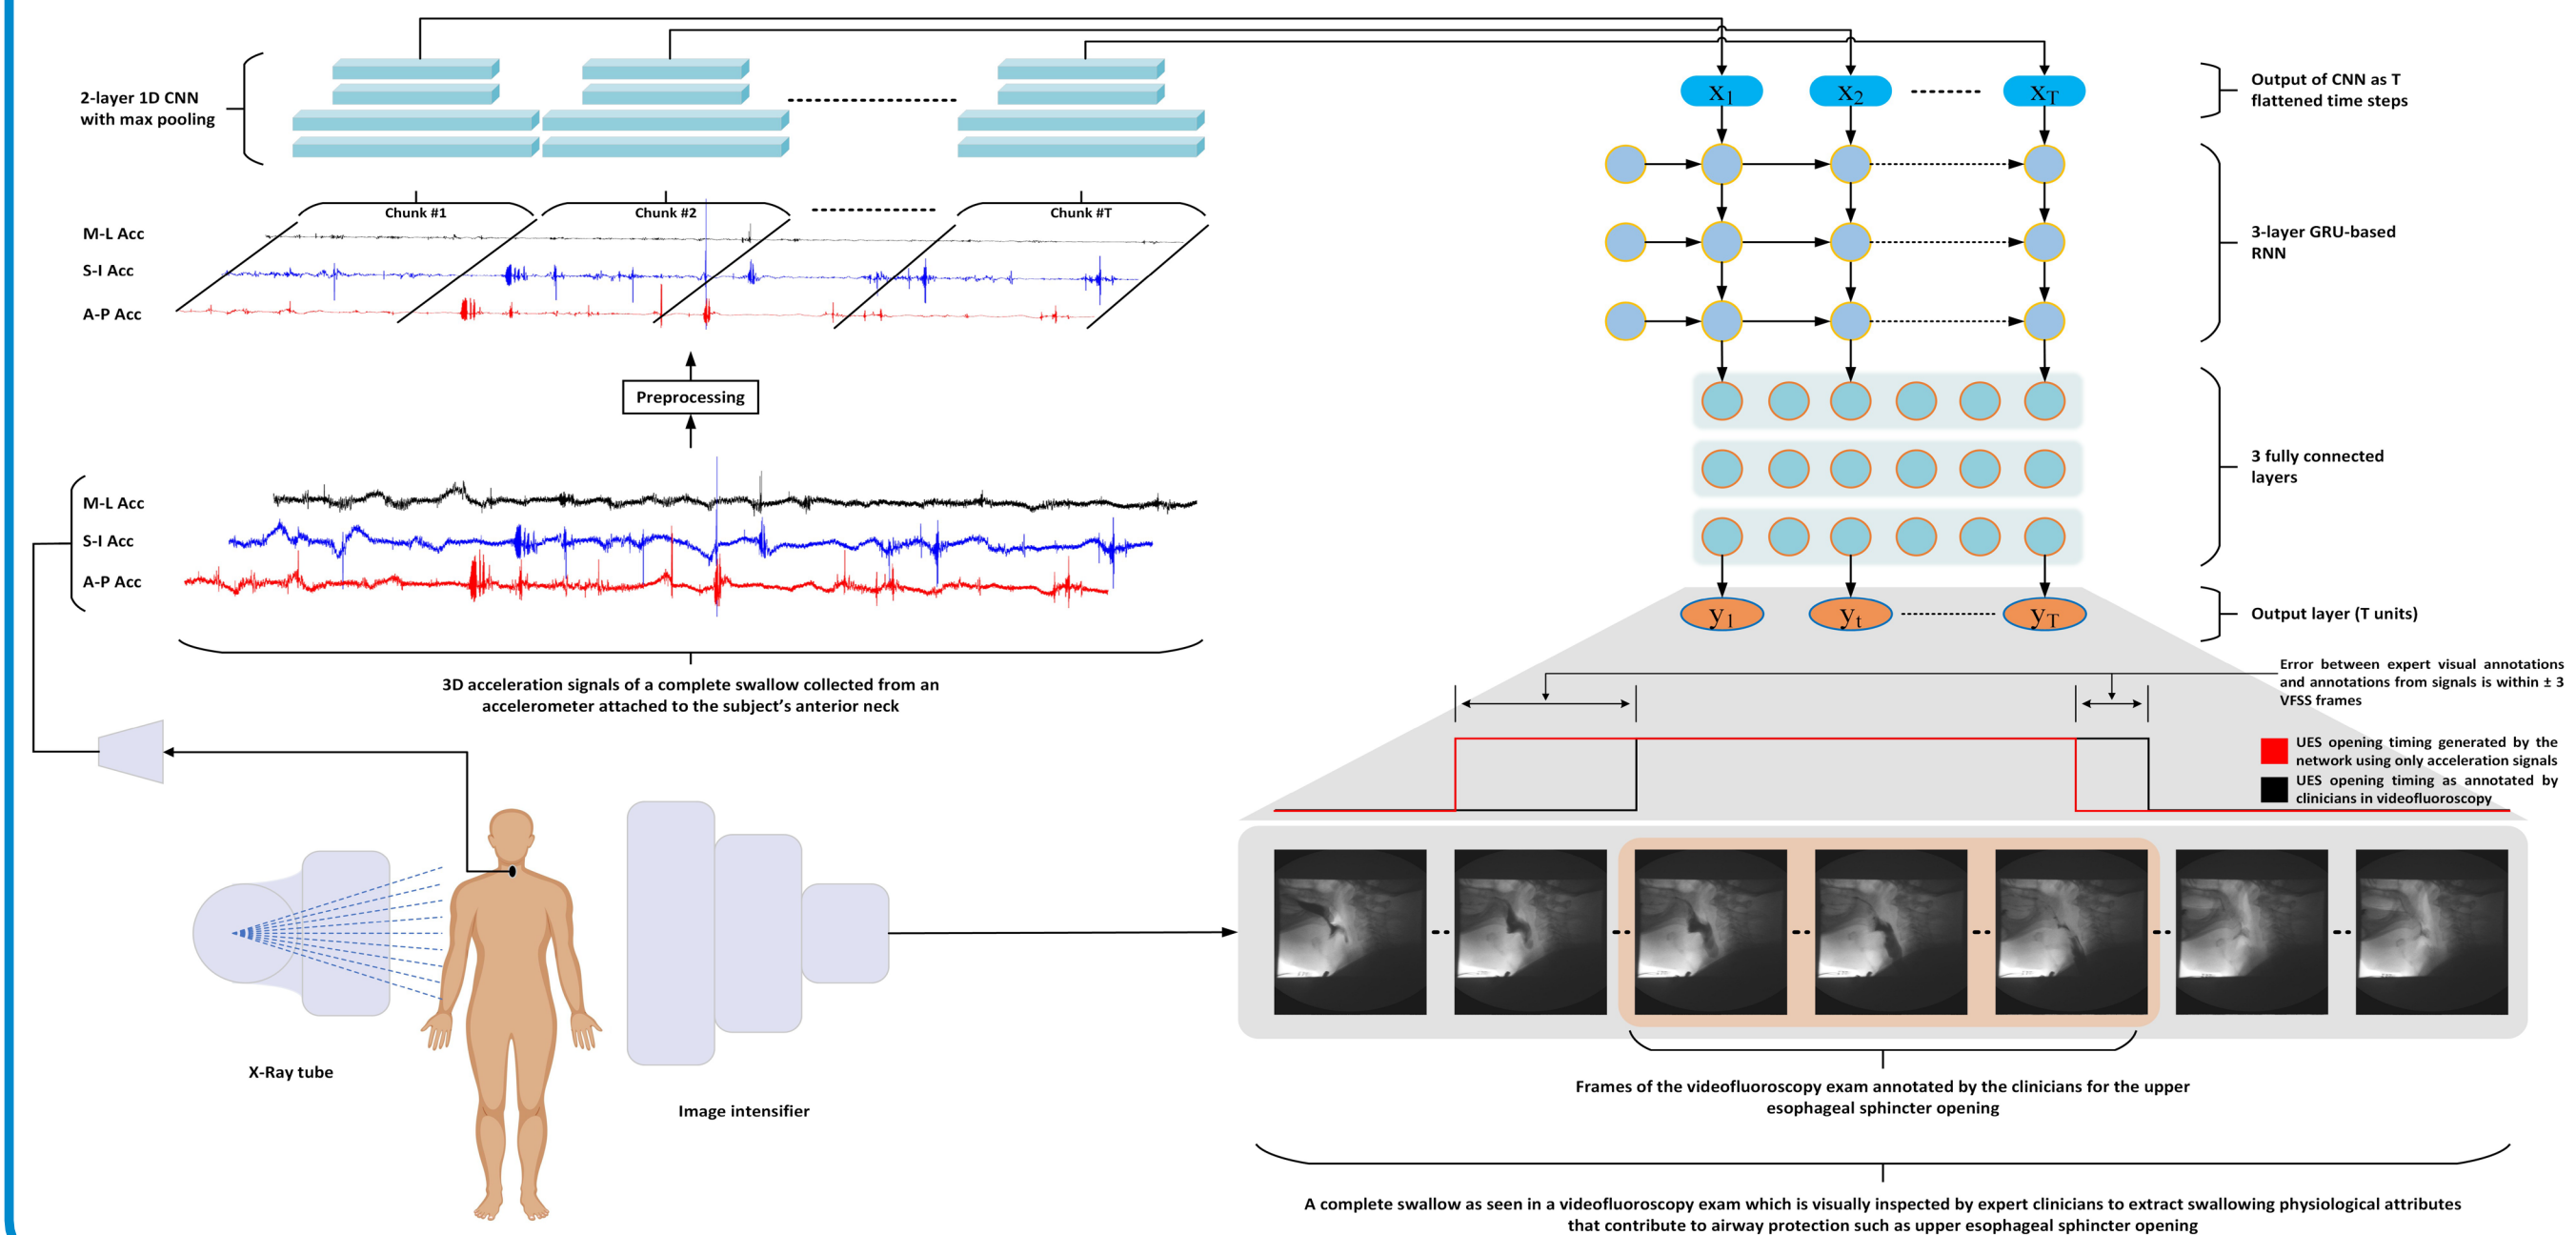 2-layer 1D CNN
with max pooling
Chunk #1
Chunk #2
Chunk #T
M-L Acc
S-I Acc
A-P Acc
Preprocessing
M-L Acc
S-I Acc
A-P Acc
3D acceleration signals of a complete swallow collected from an
accelerometer attached to the subject's anterior neck
X-Ray tube
Image intensifier
x1
x2
xT
Output of CNN as T
flattened time steps
3-layer GRU-based
RNN
3 fully connected
layers
y1
yt
yT
Output layer (T units)
Error between expert visual annotations
and annotations from signals is within ± 3
VFSS frames
UES opening timing generated by the
network using only acceleration signals
UES opening timing as annotated by
clinicians in videofluoroscopy
Frames of the videofluoroscopy exam annotated by the clinicians for the upper
esophageal sphincter opening
A complete swallow as seen in a videofluoroscopy exam which is visually inspected by expert clinicians to extract swallowing physiological attributes
that contribute to airway protection such as upper esophageal sphincter opening